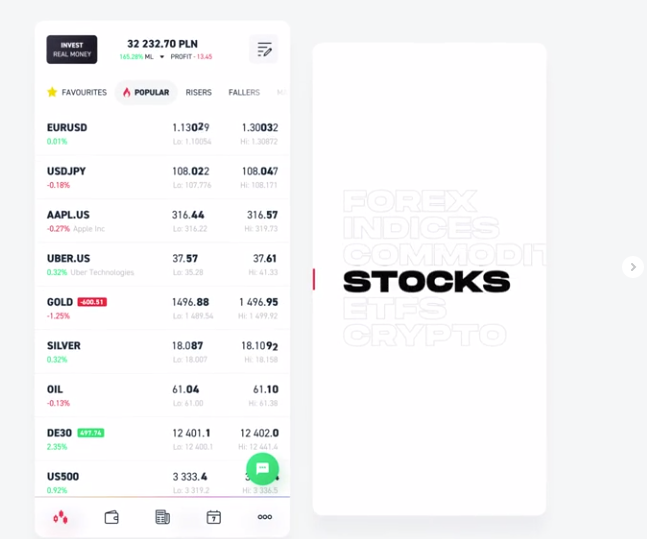 INVEST
REAL MONEY
32 232.70 PLN
165.28% ML ▼ PROFIT -13.45
FAVOURITES POPULAR RISERS FALLERS
EURUSD 1.13029 1.30032
0.01% Lo: 1.10054 Hi: 1.30872
USDJPY 108.022 108.047
-0.18% Lo: 107,776 Hi: 108,171
AAPL.US 316.44 316.57
-0.27% Apple Inc Lo: 316.22 Hi: 319,73
UBER.US 37.57 37.61
0.32% Uber Technologies Lo: 35.28 Hi: 41.33
GOLD -600.51 1496.88 1 496.95
-1.25% Lo: 1 489.54 Hi: 1 499.92
SILVER 18.087 18.1092
0.32% Lo: 18.007 Hi: 18.158
OIL 61.04 61.10
-0.13% Lo: 61.00 Hi: 61.38
DE30 697.76 12 401.1 12 402.0
2.35% Lo: 12 400.1 Hi: 12 441.4
US500 3 333.4
0.92% Lo: 3 319.2 Hi: 3 336.5
7
FOREX
INDICES
COMMODIT
STOCKS
ETFS
CRYPTO